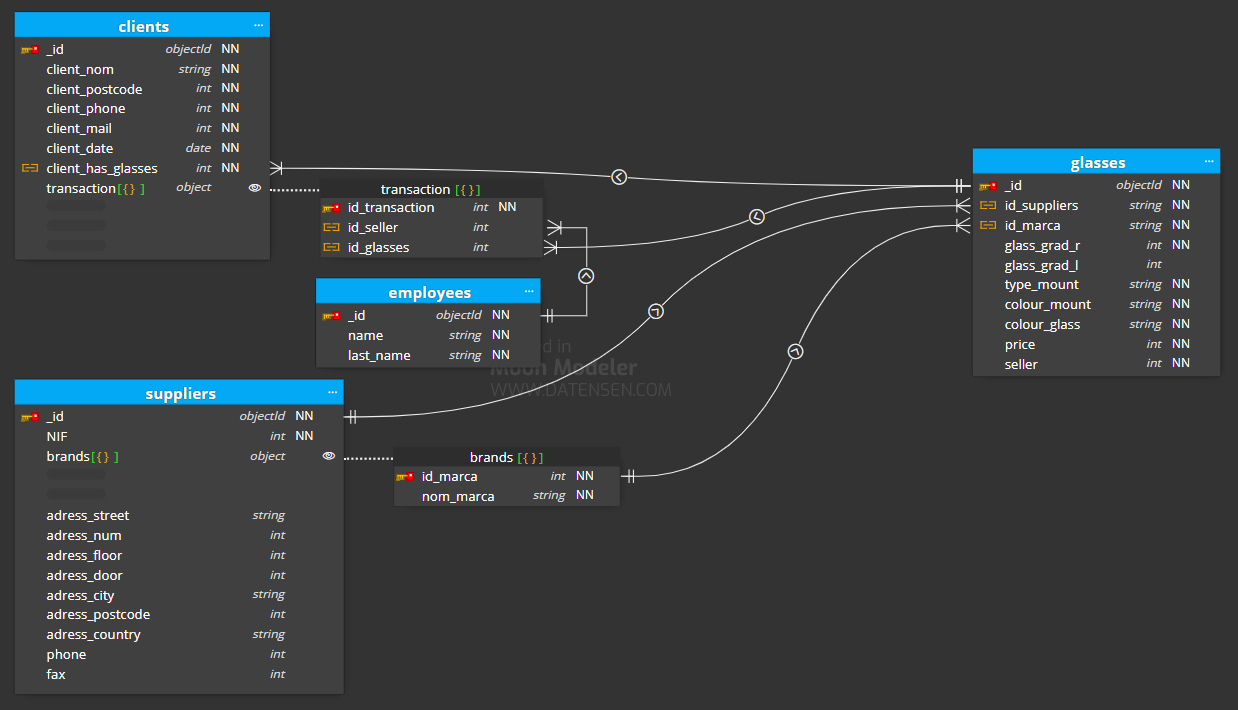 clients ...
_id objectId NN
client_nom string NN
client_postcode int NN
client_phone int NN
client_mail int NN
client_date date NN
client_has_glasses int NN
transaction[{} ] object
transaction [{}]
id_transaction int NN
id_seller int
id_glasses int
employees ...
_id objectId NN
name string NN
last_name string NN
glasses ...
_id objectId NN
id_suppliers string NN
id_marca string NN
glass_grad_r int NN
glass_grad_l int
type_mount string NN
colour_mount string NN
colour_glass string NN
price int NN
seller int NN
d in
Moon Modeler
WWW.DATENSEN.COM
suppliers ...
_id objectId NN
NIF int NN
brands[{} ] object
adress_street string
adress_num int
adress_floor int
adress_door int
adress_city string
adress_postcode int
adress_country string
phone int
fax int
brands [{}]
id_marca int NN
nom_marca string NN